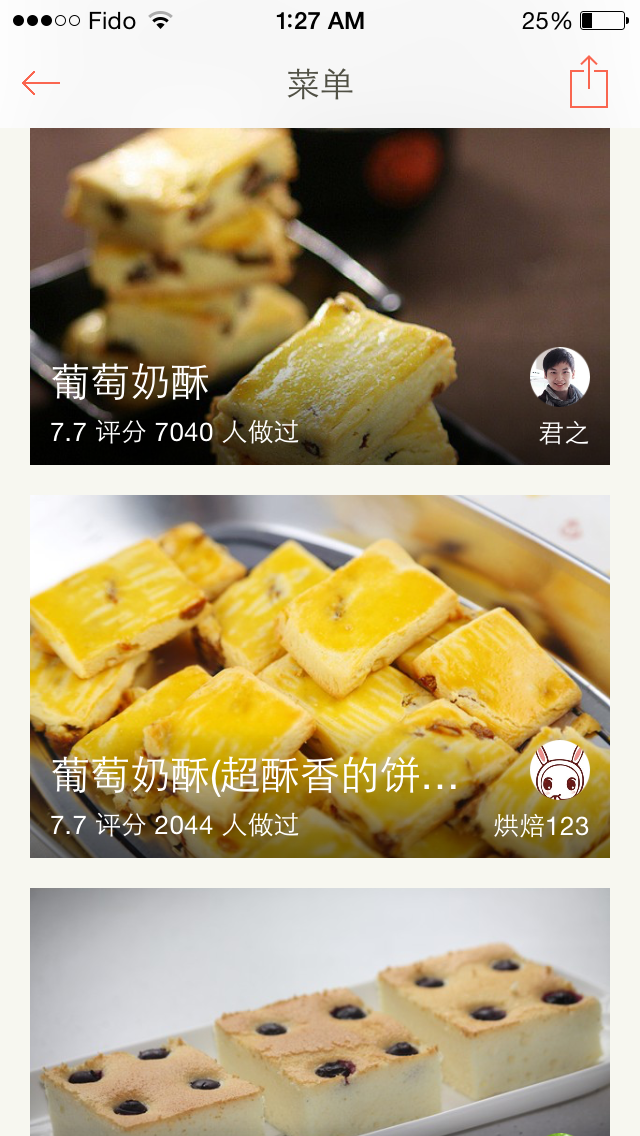 Fido 1:27 AM 25%
菜单
葡萄奶酥
7.7 评分 7040 人做过
君之
葡萄奶酥(超酥香的饼...
7.7 评分 2044 人做过
烘焙123